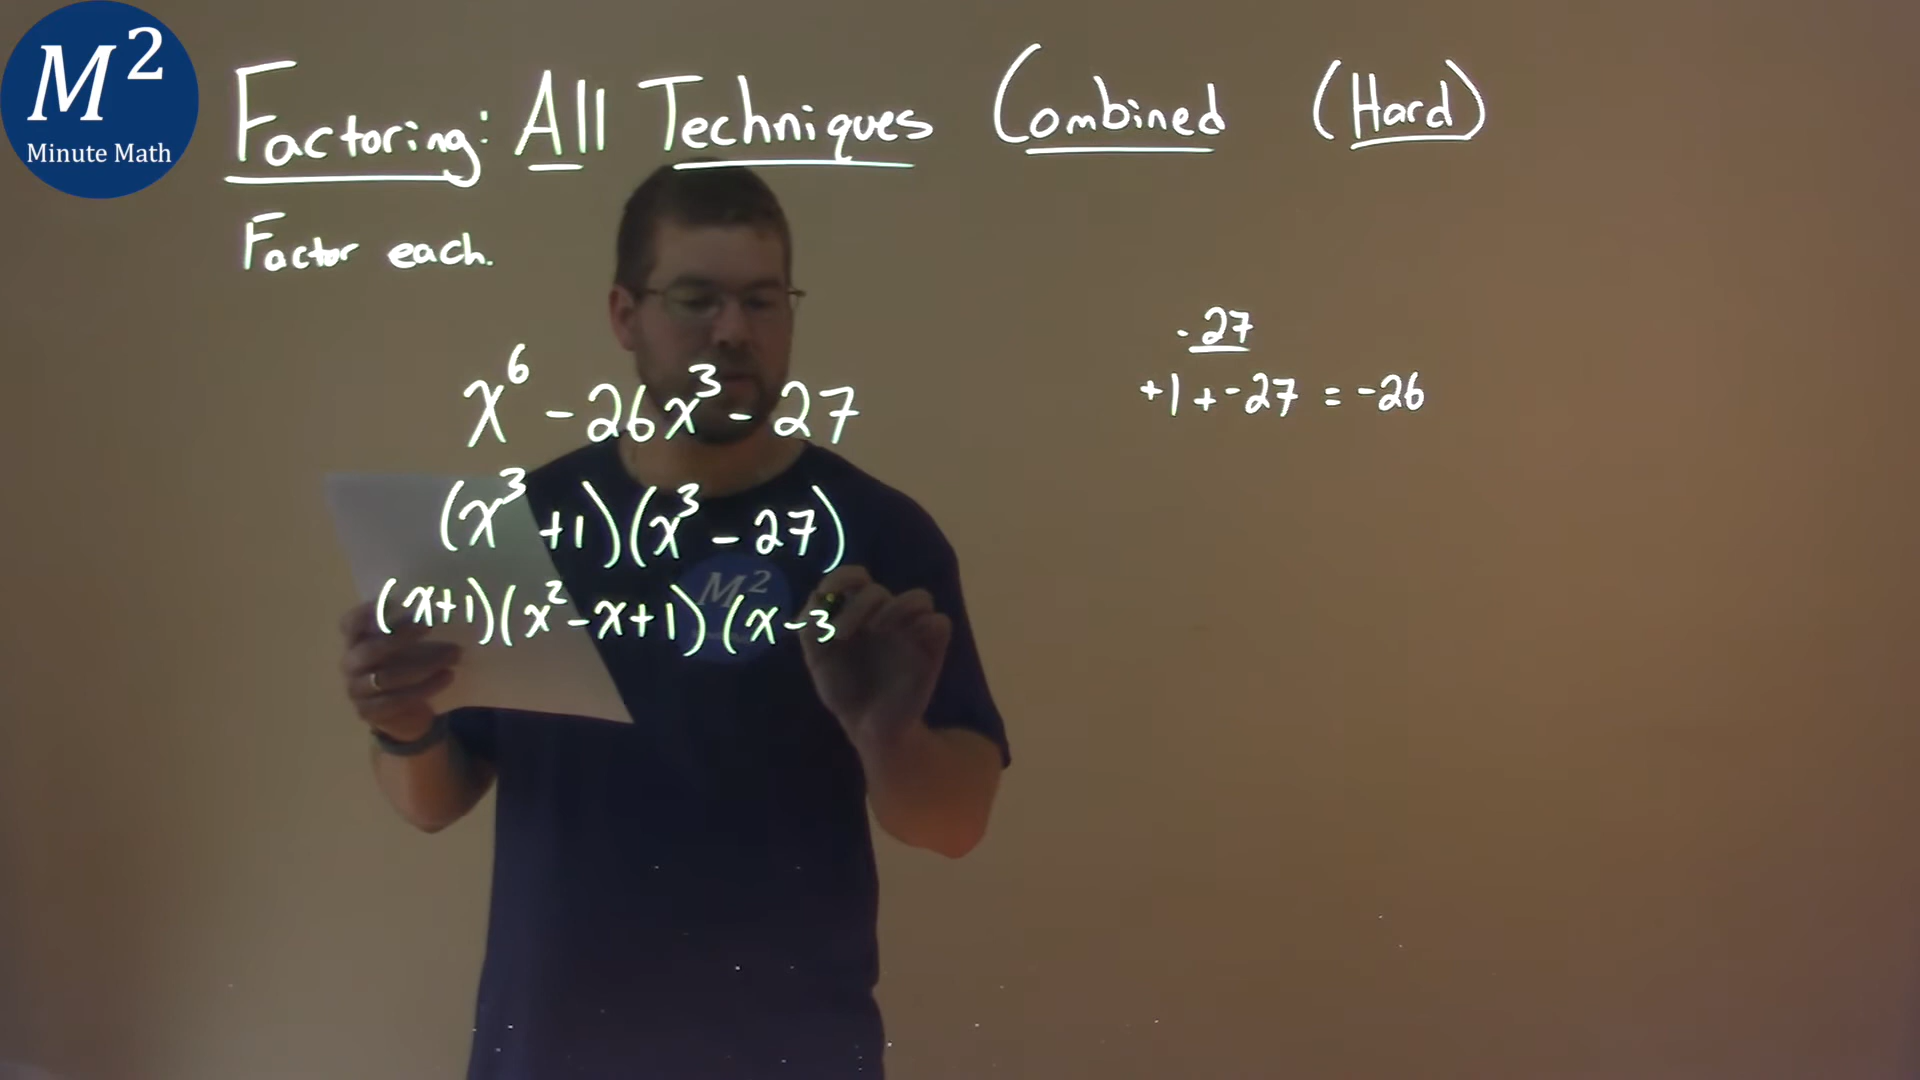 M²
Minute Math
Factoring: All Techniques Combined (Hard)
Factor each.
x⁶ - 26x³ - 27
(x³ +1)(x³ - 27)
(x+1)(x² - x+1)(x-3
-27
+1 + -27 = -26
M²